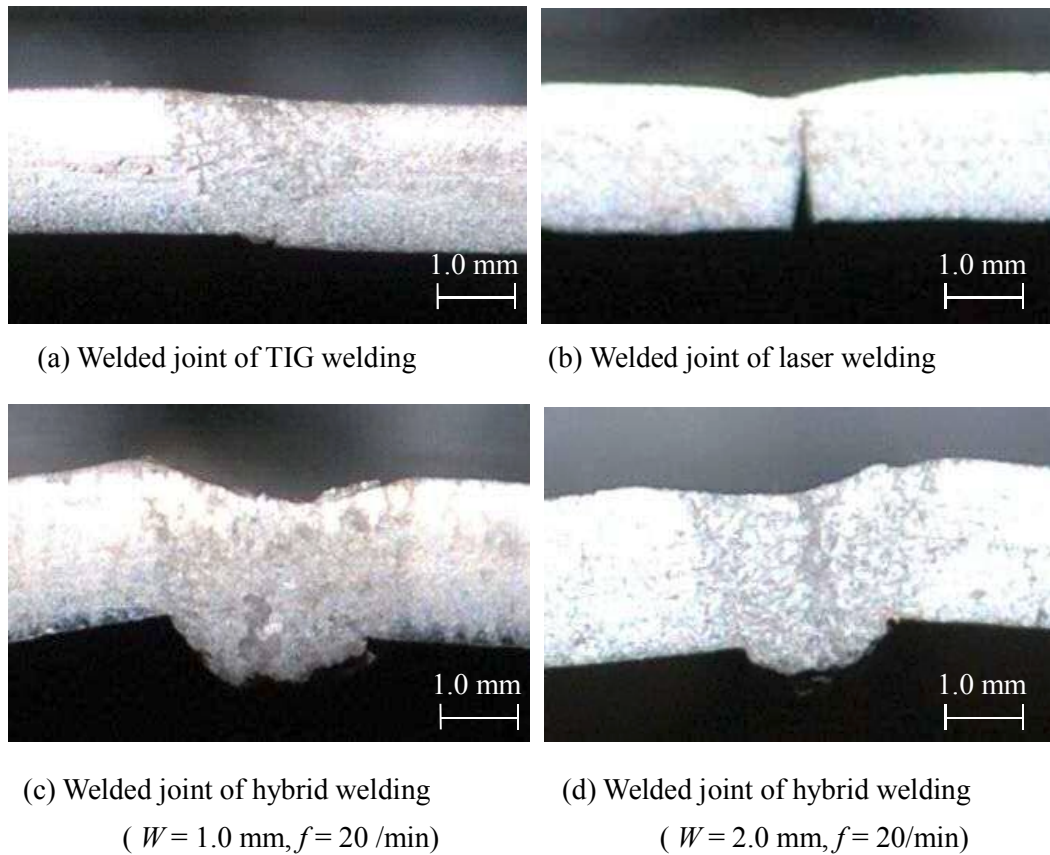 1.0 mm
1.0 mm
(a) Welded joint of TIG welding
(b) Welded joint of laser welding
1.0 mm
1.0 mm
(c) Welded joint of hybrid welding
( W = 1.0 mm, f = 20 /min)
(d) Welded joint of hybrid welding
( W = 2.0 mm, f = 20/min)